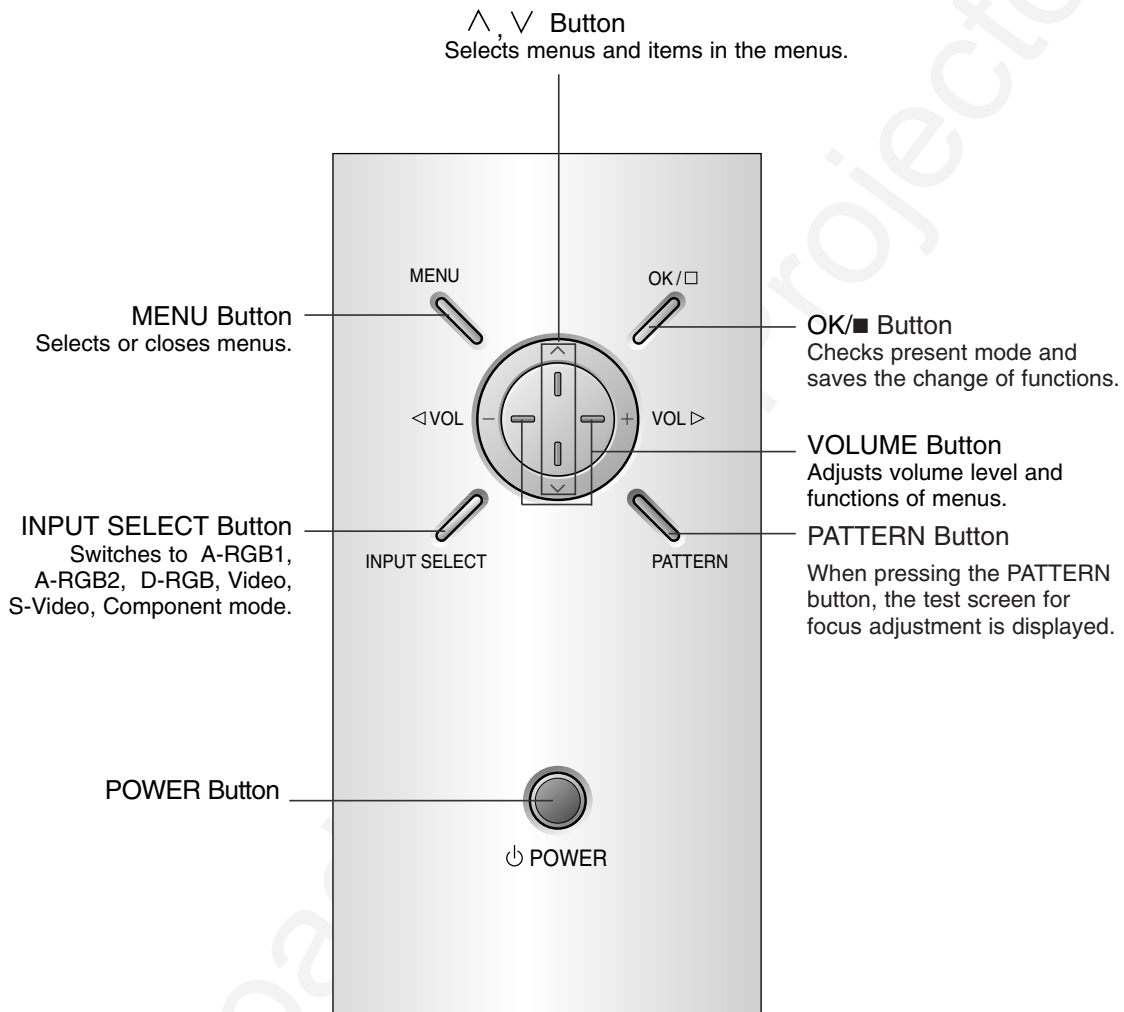 ∧, ∨ Button
Selects menus and items in the menus.
MENU
OK/□
MENU Button
Selects or closes menus.
OK/■ Button
Checks present mode and
saves the change of functions.
◁ VOL
−
+
VOL ▷
VOLUME Button
Adjusts volume level and
functions of menus.
INPUT SELECT Button
Switches to A-RGB1,
A-RGB2, D-RGB, Video,
S-Video, Component mode.
INPUT SELECT
PATTERN
PATTERN Button
When pressing the PATTERN
button, the test screen for
focus adjustment is displayed.
POWER Button
POWER